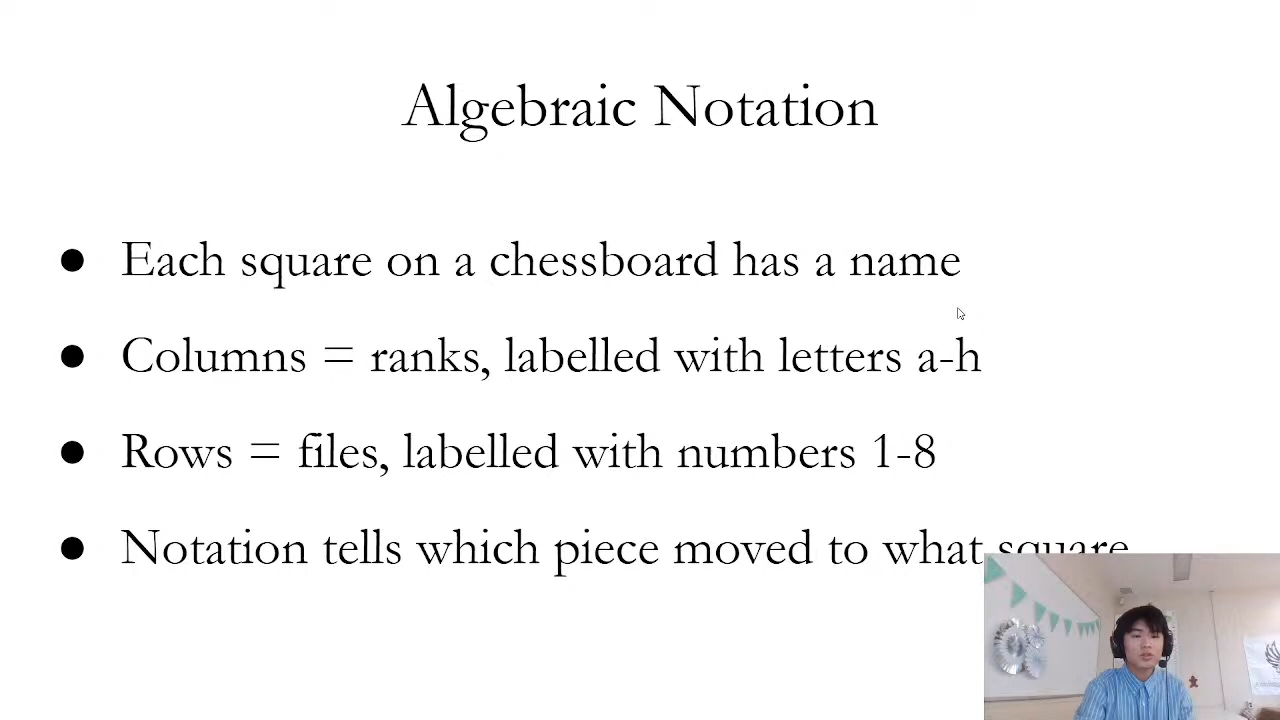 Algebraic Notation
● Each square on a chessboard has a name
● Columns = ranks, labelled with letters a-h
● Rows = files, labelled with numbers 1-8
● Notation tells which piece moved to what square